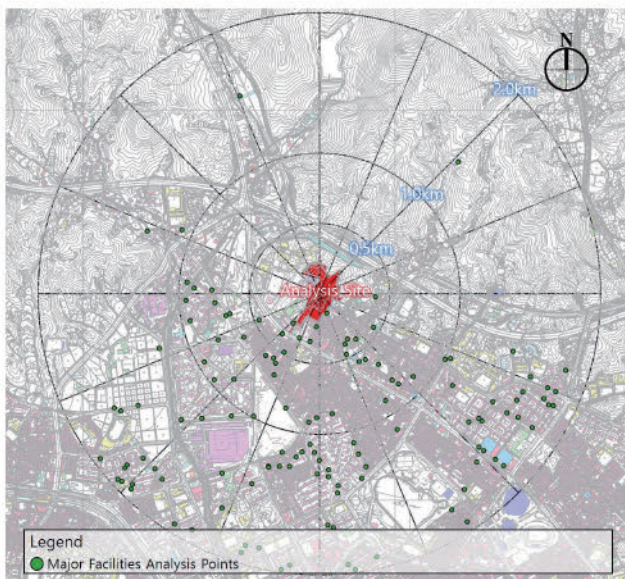 N
2.0km
1.0km
0.5km
Analysis Site
Legend
Major Facilities Analysis Points